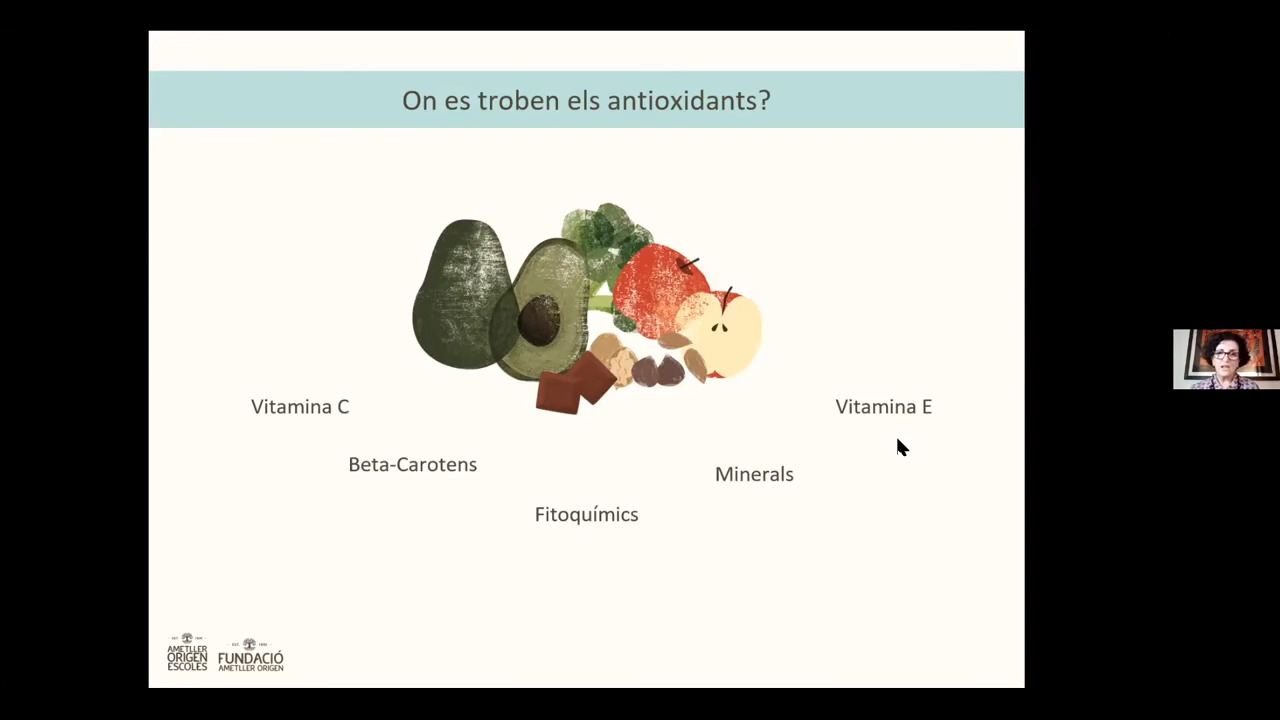 On es troben els antioxidants?
Vitamina C
Vitamina E
Beta-Carotens
Minerals
Fitoquímics
AMETLLER
ORIGEN
ESCOLES
FUNDACIÓ
AMETLLER ORIGEN